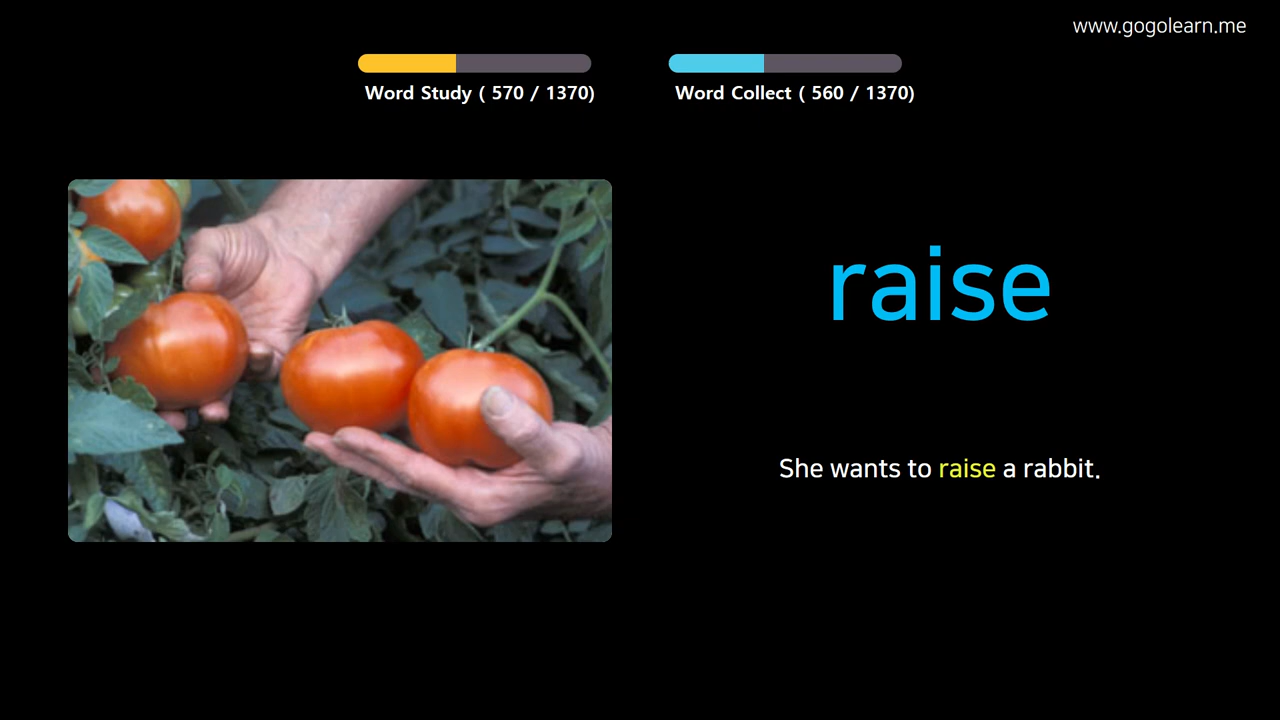 www.gogolearn.me
Word Study ( 570 / 1370)
Word Collect ( 560 / 1370)
raise
She wants to raise a rabbit.